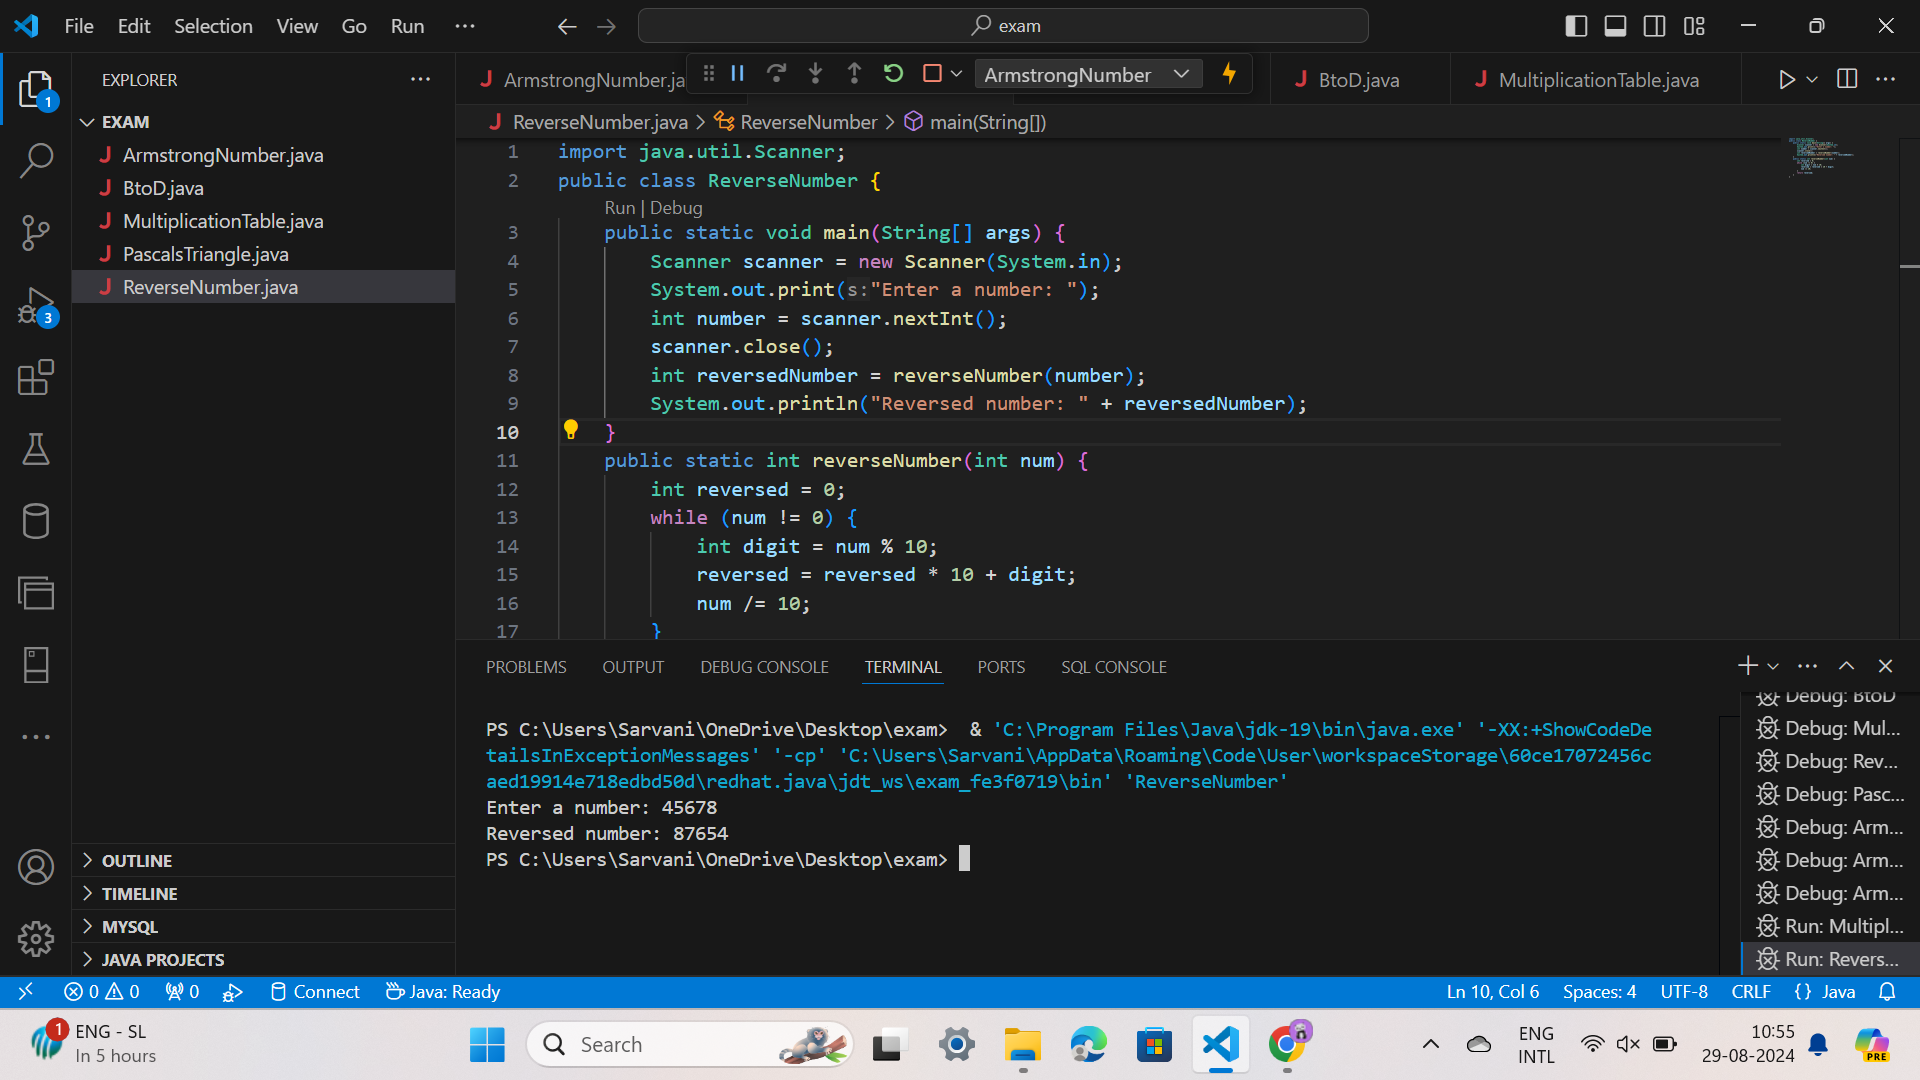 File Edit Selection View Go Run ···
exam
EXPLORER
ArmstrongNumber.ja
ArmstrongNumber
BtoD.java
MultiplicationTable.java
1
EXAM
ArmstrongNumber.java
BtoD.java
MultiplicationTable.java
PascalsTriangle.java
ReverseNumber.java
3
OUTLINE
TIMELINE
MYSQL
JAVA PROJECTS
ReverseNumber.java > ReverseNumber > main(String[])
1 import java.util.Scanner;
2 public class ReverseNumber {
Run | Debug
3 public static void main(String[] args) {
4 Scanner scanner = new Scanner(System.in);
5 System.out.print(s:"Enter a number: ");
6 int number = scanner.nextInt();
7 scanner.close();
8 int reversedNumber = reverseNumber(number);
9 System.out.println("Reversed number: " + reversedNumber);
10 }
11 public static int reverseNumber(int num) {
12 int reversed = 0;
13 while (num != 0) {
14 int digit = num % 10;
15 reversed = reversed * 10 + digit;
16 num /= 10;
17 }
PROBLEMS OUTPUT DEBUG CONSOLE TERMINAL PORTS SQL CONSOLE
PS C:\Users\Sarvani\OneDrive\Desktop\exam> & 'C:\Program Files\Java\jdk-19\bin\java.exe' '-XX:+ShowCodeDe
tailsInExceptionMessages' '-cp' 'C:\Users\Sarvani\AppData\Roaming\Code\User\workspaceStorage\60ce17072456c
aed19914e718edbd50d\redhat.java\jdt_ws\exam_fe3f0719\bin' 'ReverseNumber'
Enter a number: 45678
Reversed number: 87654
PS C:\Users\Sarvani\OneDrive\Desktop\exam>
Debug: BtoD
Debug: Mul...
Debug: Rev...
Debug: Pasc...
Debug: Arm...
Debug: Arm...
Debug: Arm...
Run: Multipl...
Run: Revers...
0 0 0 Connect Java: Ready
Ln 10, Col 6 Spaces: 4 UTF-8 CRLF {} Java
1
ENG - SL
In 5 hours
Search
ENG
INTL
10:55
29-08-2024
PRE